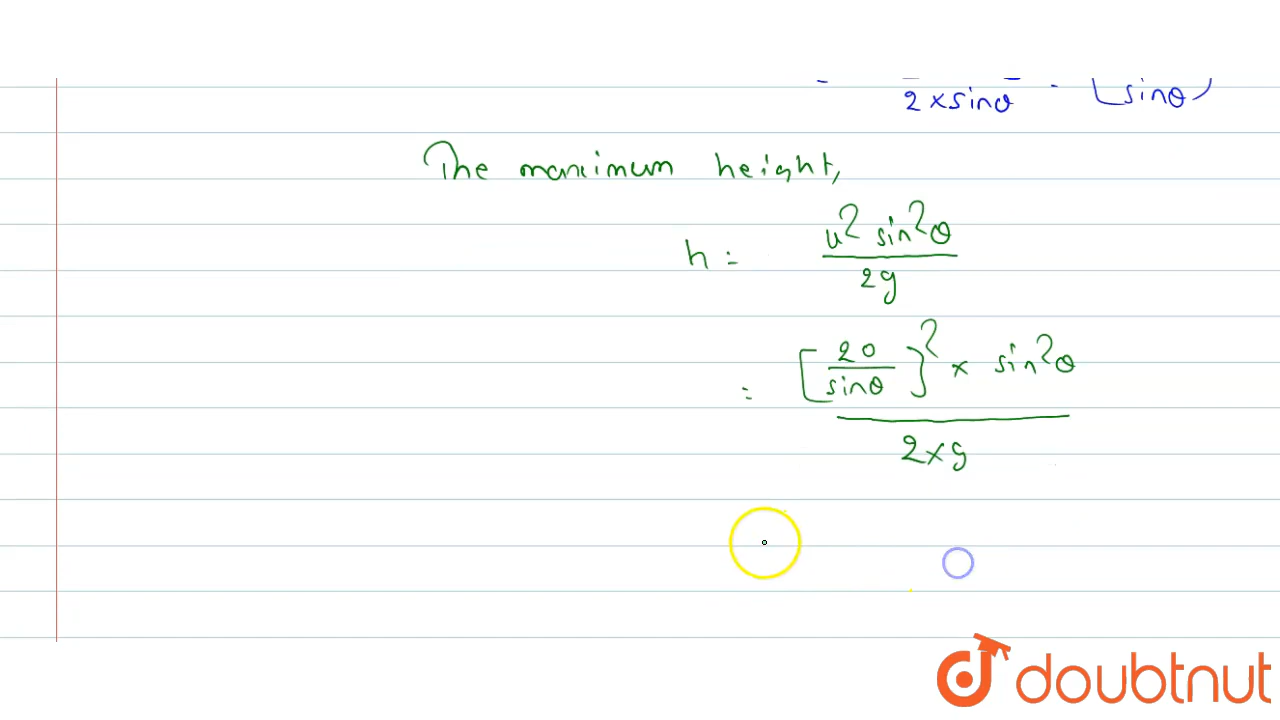 2 × sinθ sinθ
The maximum height,
h = u² sin²θ / 2g
= [20 / sinθ]² × sin²θ / 2×g
doubtnut